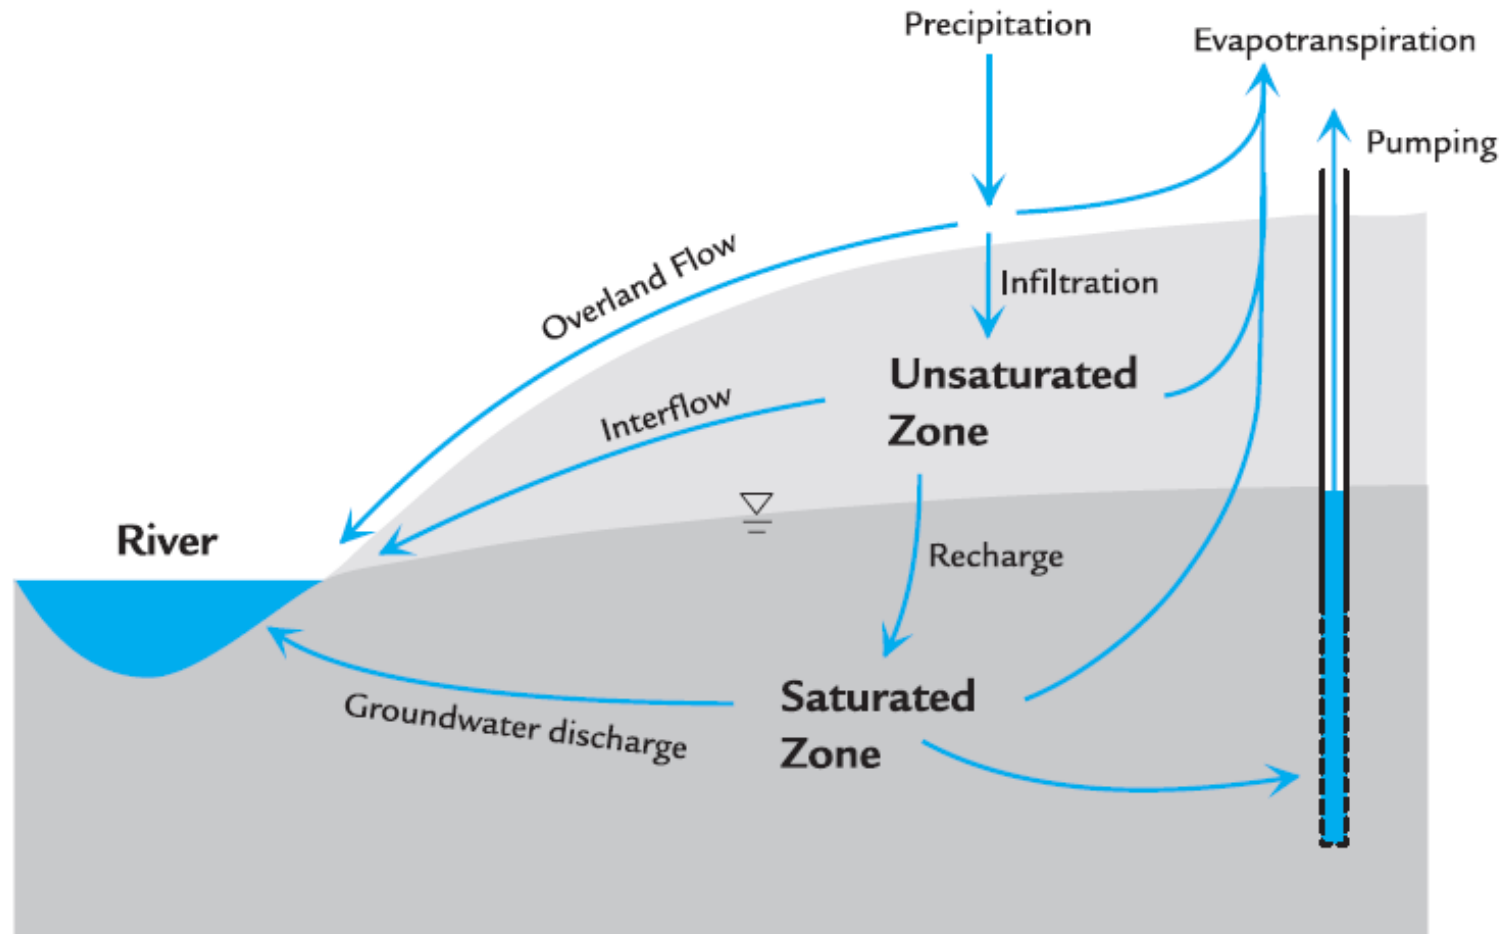 Precipitation
Evapotranspiration
Pumping
Overland Flow
Infiltration
Unsaturated
Zone
Interflow
River
Recharge
Saturated
Zone
Groundwater discharge